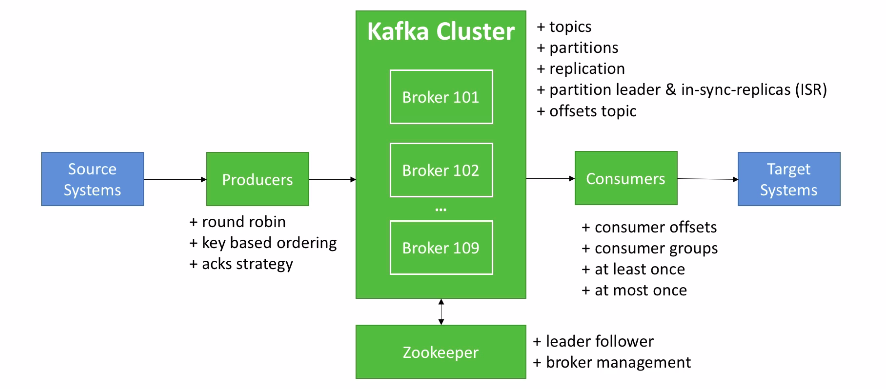 Kafka Cluster
Broker 101
Broker 102
...
Broker 109
+ topics
+ partitions
+ replication
+ partition leader & in-sync-replicas (ISR)
+ offsets topic
Source
Systems
Producers
+ round robin
+ key based ordering
+ acks strategy
Consumers
+ consumer offsets
+ consumer groups
+ at least once
+ at most once
Target
Systems
Zookeeper
+ leader follower
+ broker management